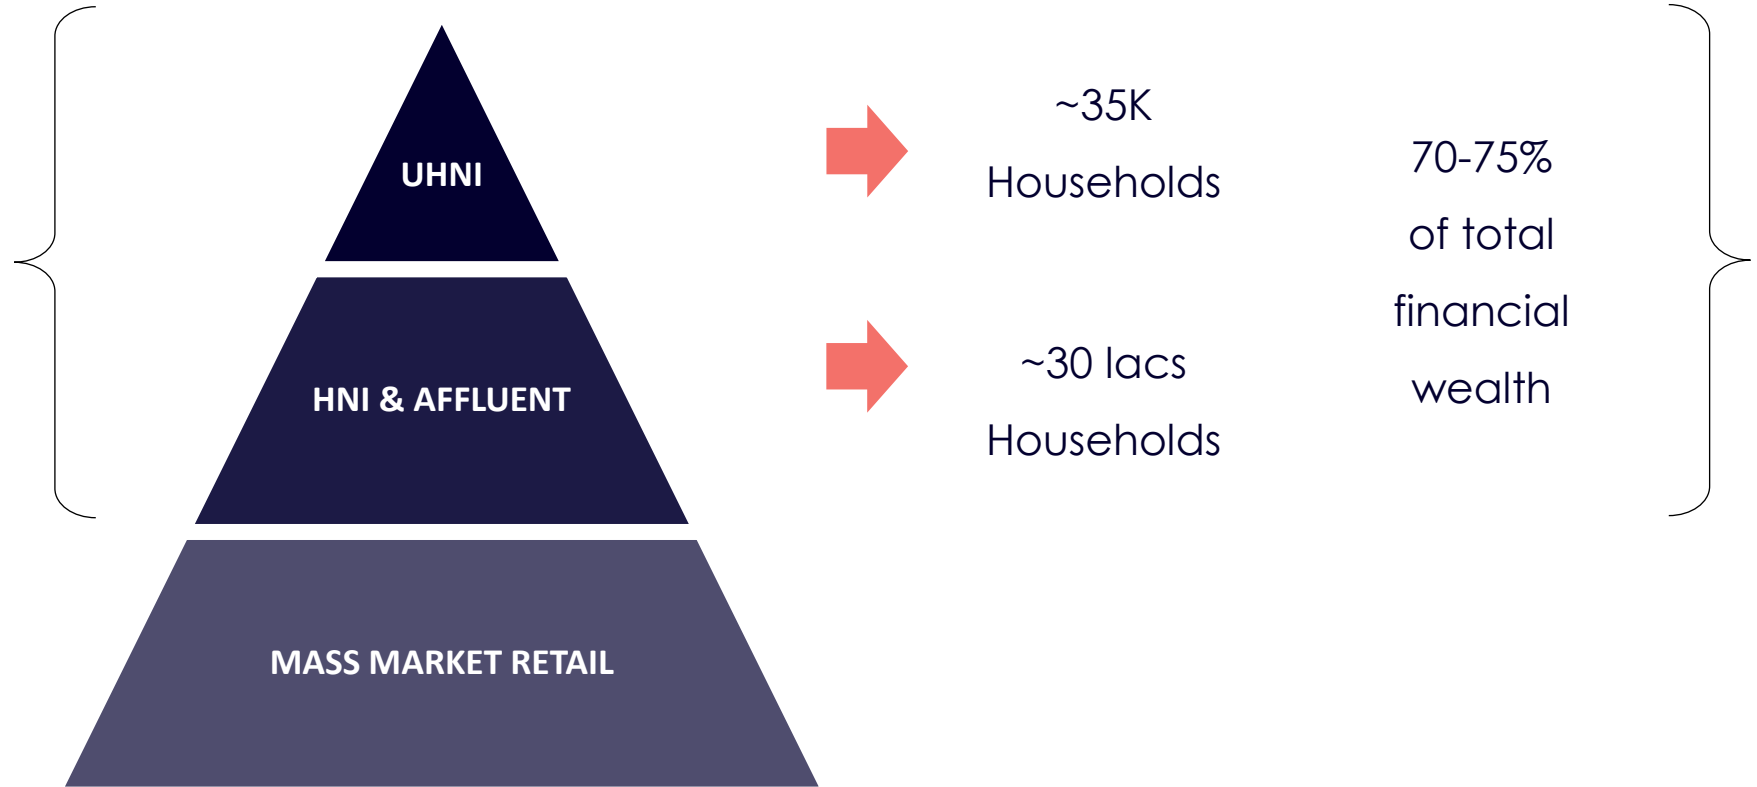 UHNI
~35K
Households
HNI & AFFLUENT
~30 lacs
Households
70-75%
of total
financial
wealth
MASS MARKET RETAIL